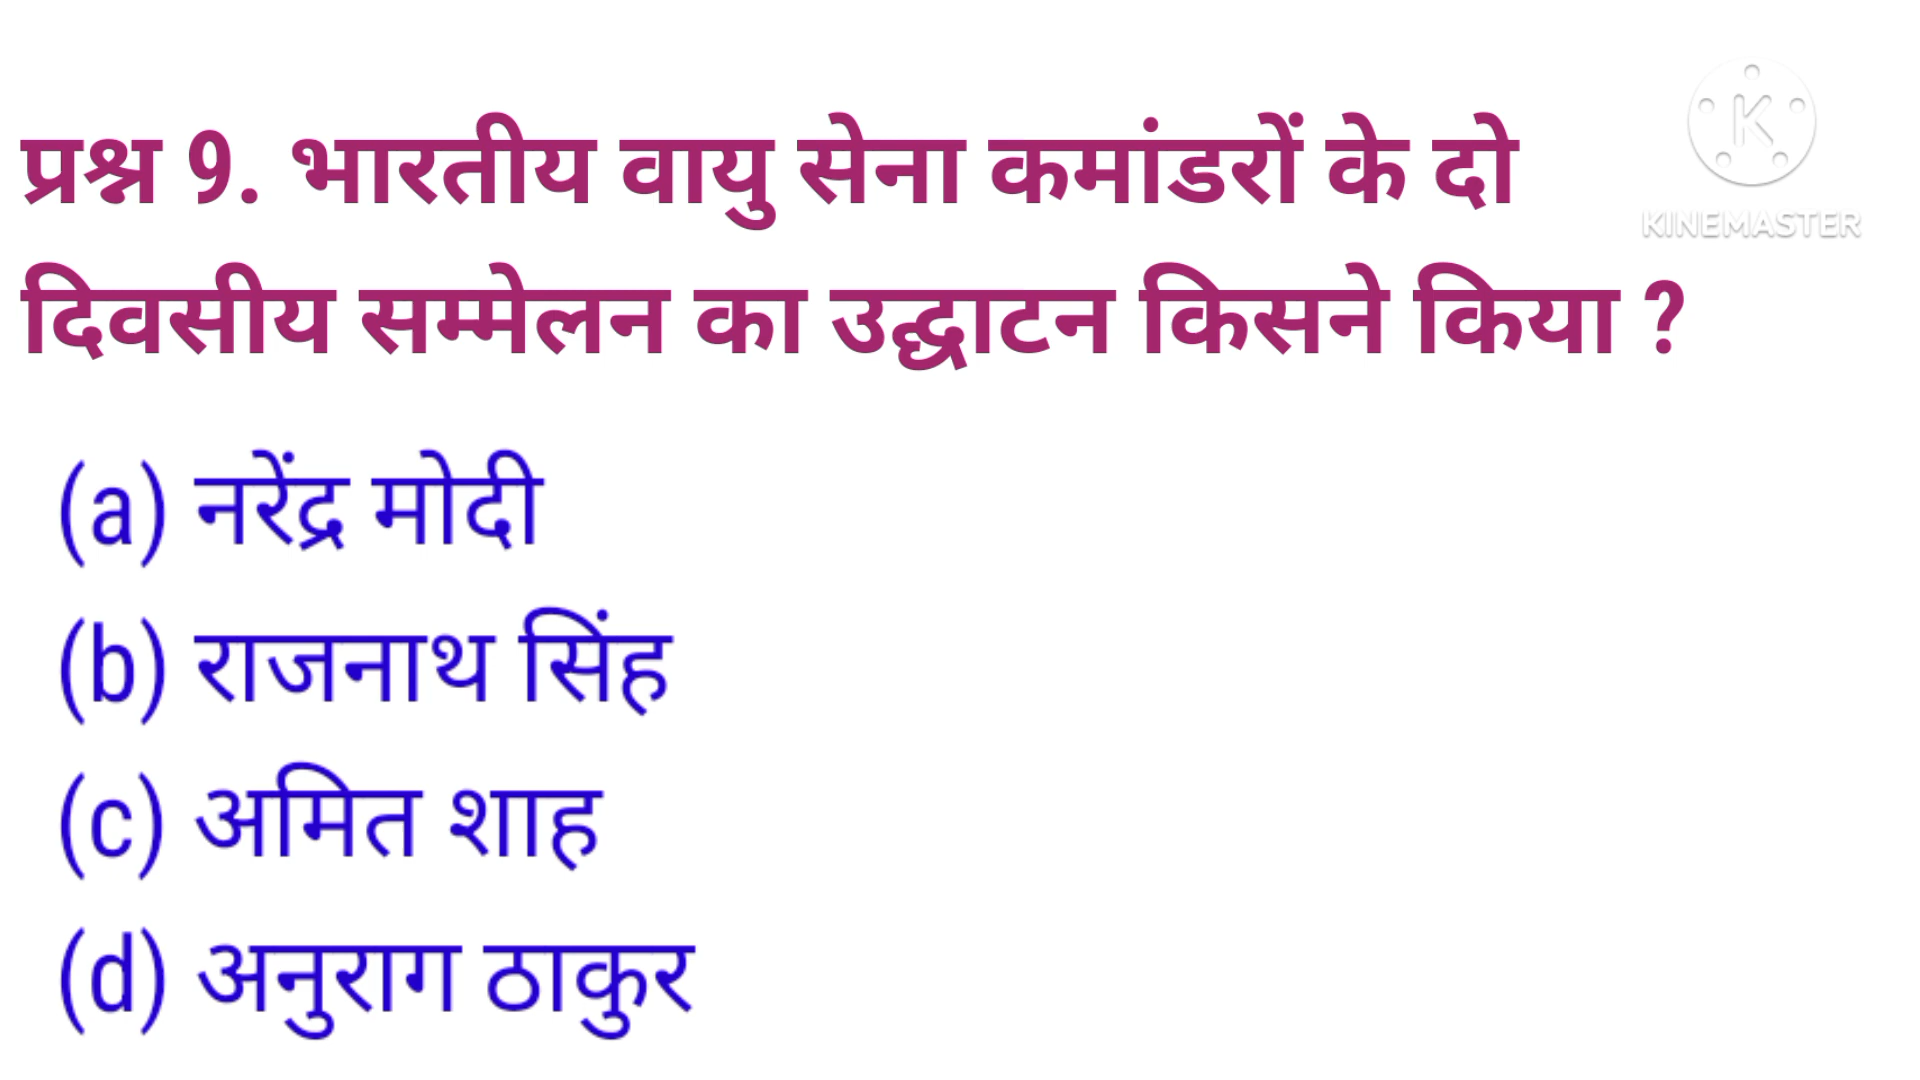 प्रश्न 9. भारतीय वायु सेना कमांडरों के दो
दिवसीय सम्मेलन का उद्घाटन किसने किया ?
(a) नरेंद्र मोदी
(b) राजनाथ सिंह
(c) अमित शाह
(d) अनुराग ठाकुर
K
KINEMASTER